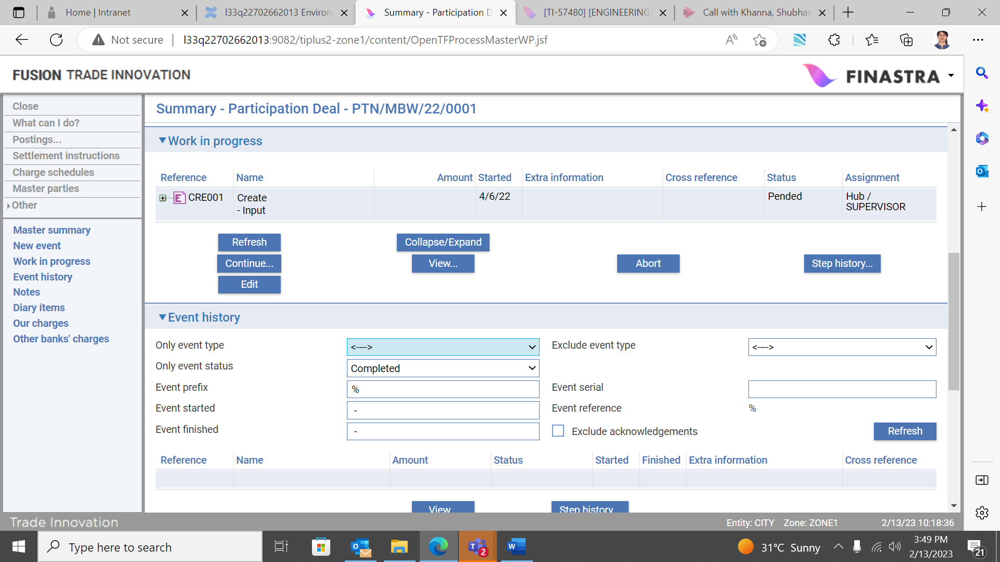 Home | Intranet
l33q22702662013 Environ
Summary - Participation D
[TI-57480] [ENGINEERING]
Call with Khanna, Shubhan
Not secure
l33q22702662013:9082/tiplus2-zone1/content/OpenTFProcessMasterWP.jsf
FUSION TRADE INNOVATION
FINASTRA
Close
What can I do?
Postings...
Settlement instructions
Charge schedules
Master parties
Other
Master summary
New event
Work in progress
Event history
Notes
Diary items
Our charges
Other banks' charges
Summary - Participation Deal - PTN/MBW/22/0001
Work in progress
Reference Name Amount Started Extra information Cross reference Status Assignment
E CRE001 Create - Input 4/6/22 Pended Hub / SUPERVISOR
Refresh Collapse/Expand
Continue... View... Abort Step history...
Edit
Event history
Only event type <----> Exclude event type <---->
Only event status Completed
Event prefix % Event serial
Event started - Event reference %
Event finished - Exclude acknowledgements Refresh
Reference Name Amount Status Started Finished Extra information Cross reference
View... Step history...
Trade Innovation
Entity: CITY Zone: ZONE1 2/13/23 10:18:36
Type here to search
2
31°C Sunny
3:49 PM
2/13/2023
21